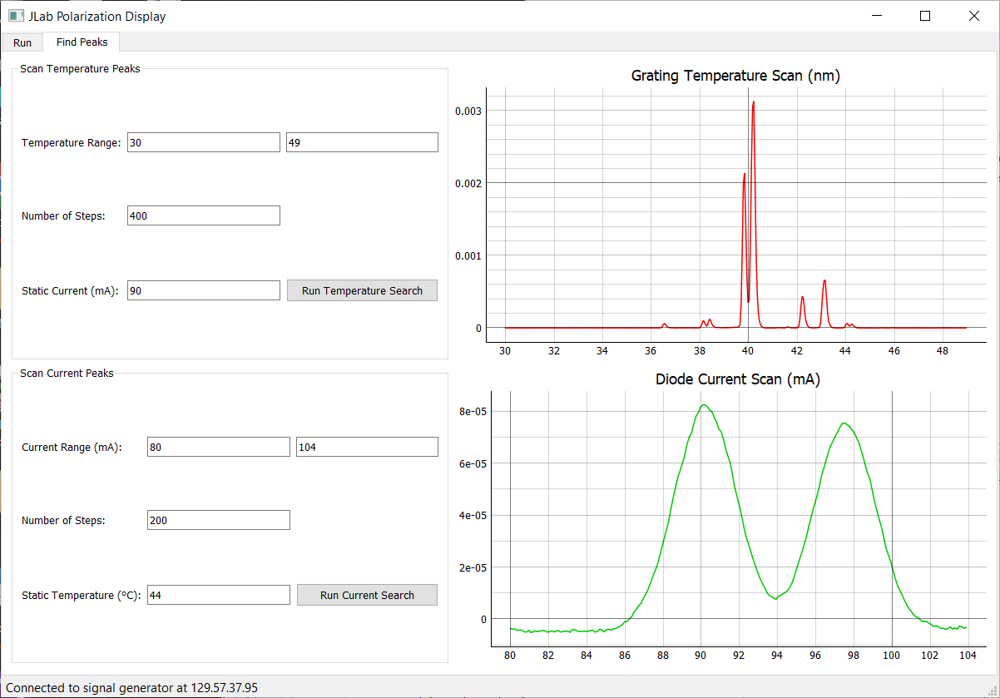 JLab Polarization Display
Run
Find Peaks
Scan Temperature Peaks
Temperature Range: 30 49
Number of Steps: 400
Static Current (mA): 90 Run Temperature Search
Scan Current Peaks
Current Range (mA): 80 104
Number of Steps: 200
Static Temperature (ºC): 44 Run Current Search
Grating Temperature Scan (nm)
0.003
0.002
0.001
0
30 32 34 36 38 40 42 44 46 48
Diode Current Scan (mA)
8e-05
6e-05
4e-05
2e-05
0
80 82 84 86 88 90 92 94 96 98 100 102 104
Connected to signal generator at 129.57.37.95